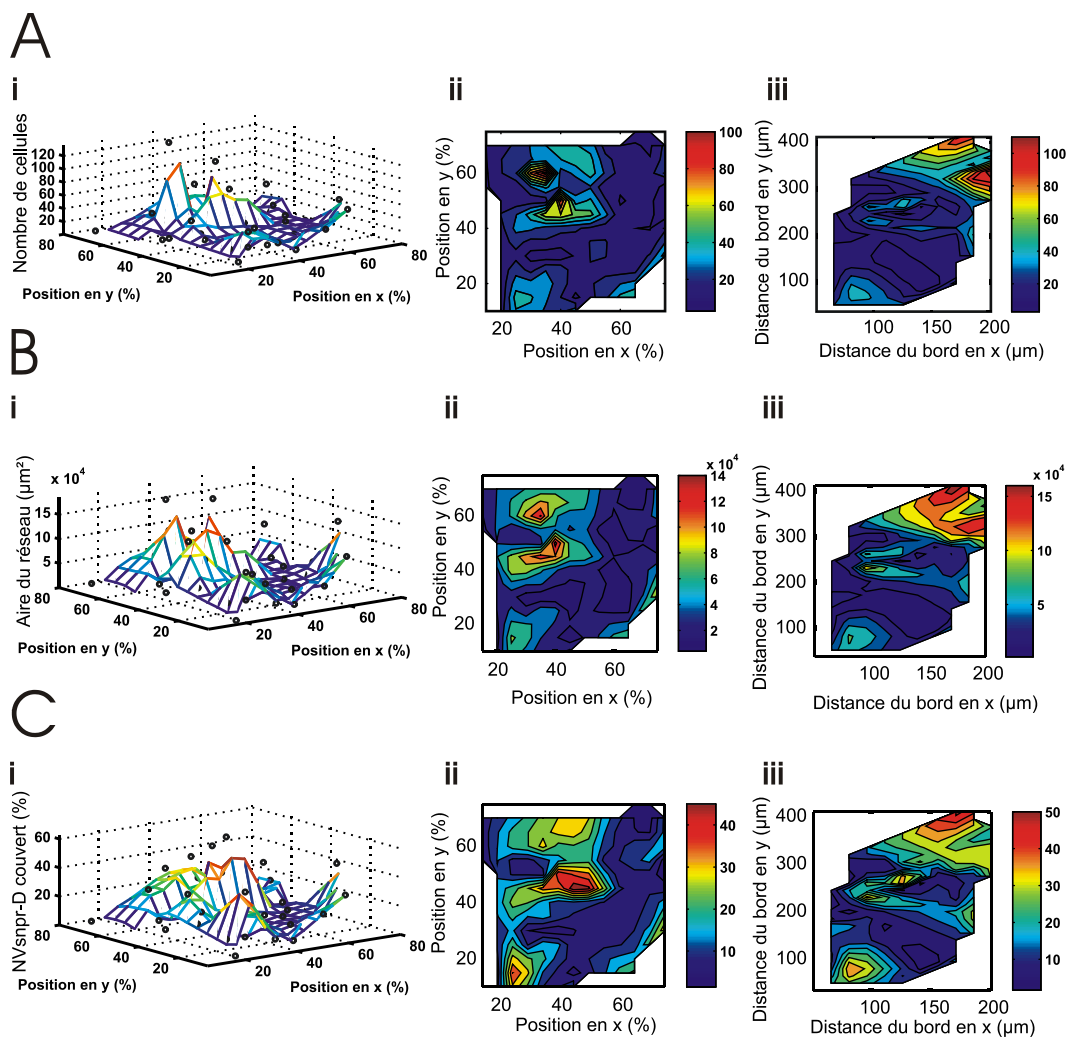 A
i
ii
iii
Nombre de cellules
120
100
80
60
40
20
80
60
40
20
20
40
60
80
Position en y (%)
Position en x (%)
Position en y (%)
60
40
20
20
40
60
Position en x (%)
100
80
60
40
20
Distance du bord en y (µm)
400
300
200
100
100
150
200
Distance du bord en x (µm)
100
80
60
40
20
B
i
ii
iii
Aire du réseau (µm²)
x 10⁴
15
10
5
80
60
40
20
20
40
60
80
Position en y (%)
Position en x (%)
Position en y (%)
60
40
20
20
40
60
Position en x (%)
x 10⁴
14
12
10
8
6
4
2
Distance du bord en y (µm)
400
300
200
100
100
150
200
Distance du bord en x (µm)
x 10⁴
15
10
5
C
i
ii
iii
NVsnpr-D couvert (%)
60
40
20
80
60
40
20
20
40
60
80
Position en y (%)
Position en x (%)
Position en y (%)
60
40
20
20
40
60
Position en x (%)
40
30
20
10
Distance du bord en y (µm)
400
300
200
100
100
150
200
Distance du bord en x (µm)
50
40
30
20
10